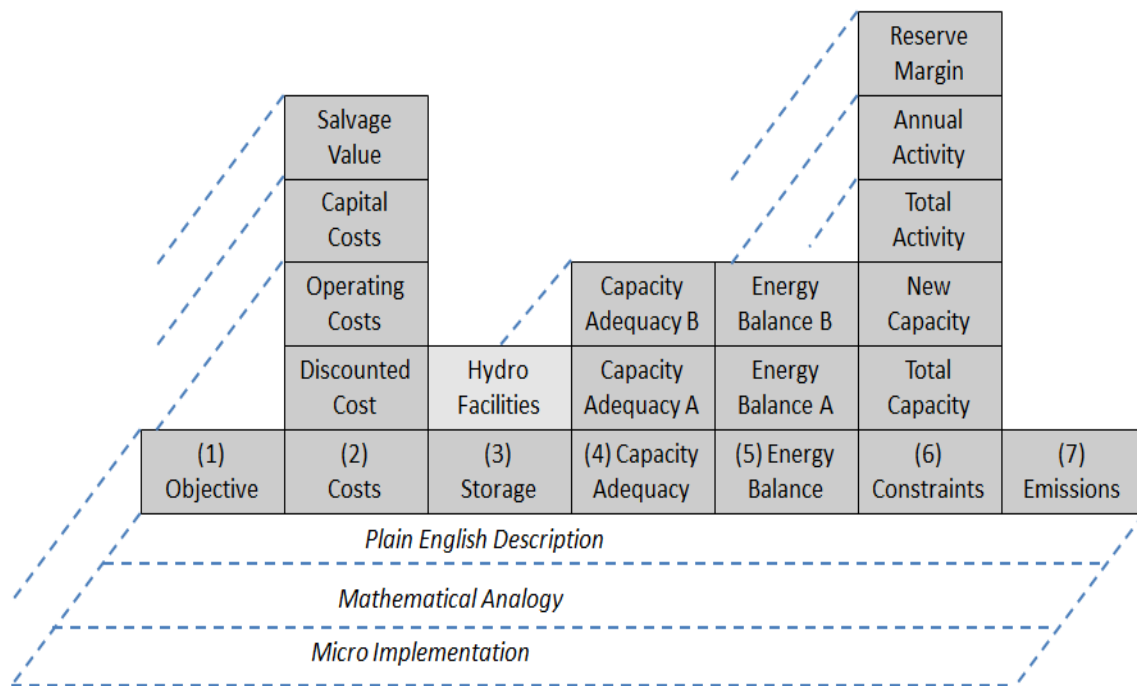 Reserve
Margin
Salvage
Value
Annual
Activity
Capital
Costs
Total
Activity
Operating
Costs
Capacity
Adequacy B
Energy
Balance B
New
Capacity
Discounted
Cost
Hydro
Facilities
Capacity
Adequacy A
Energy
Balance A
Total
Capacity
(1)
Objective
(2)
Costs
(3)
Storage
(4) Capacity
Adequacy
(5) Energy
Balance
(6)
Constraints
(7)
Emissions
Plain English Description
Mathematical Analogy
Micro Implementation